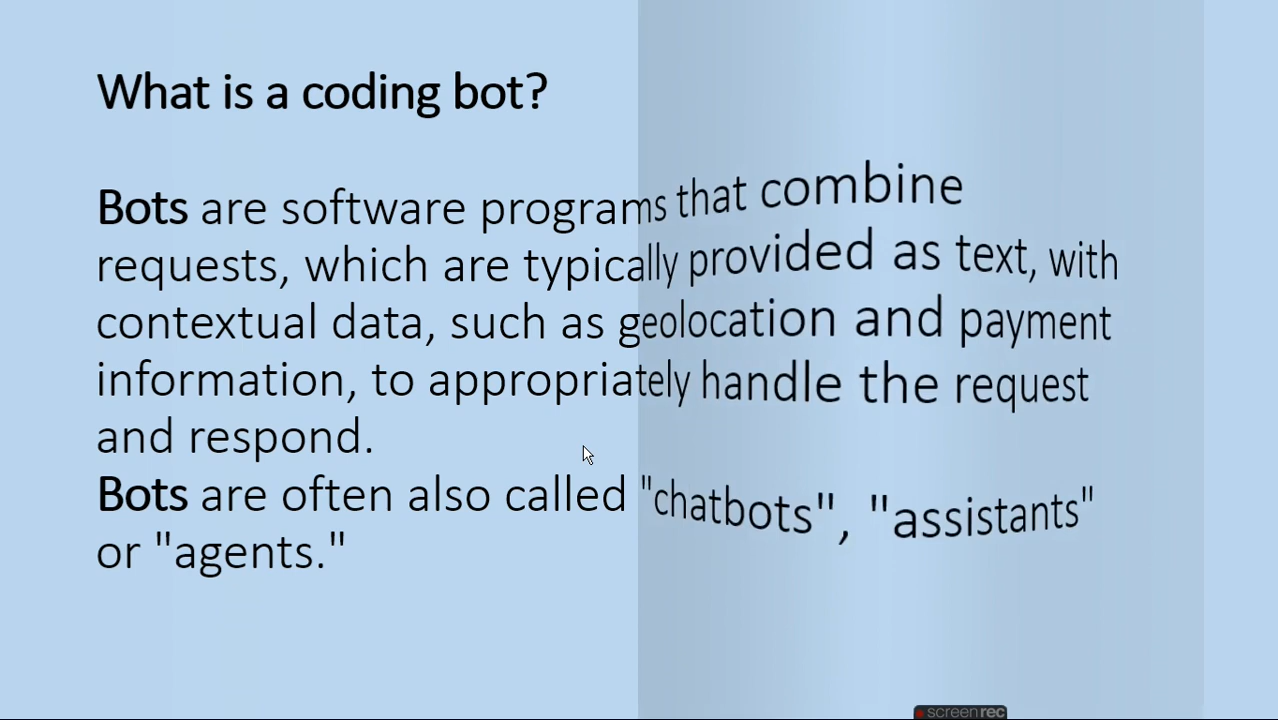 What is a coding bot?
Bots are software programs that combine
requests, which are typically provided as text, with
contextual data, such as geolocation and payment
information, to appropriately handle the request
and respond.
Bots are often also called "chatbots", "assistants"
or "agents."
screenrec